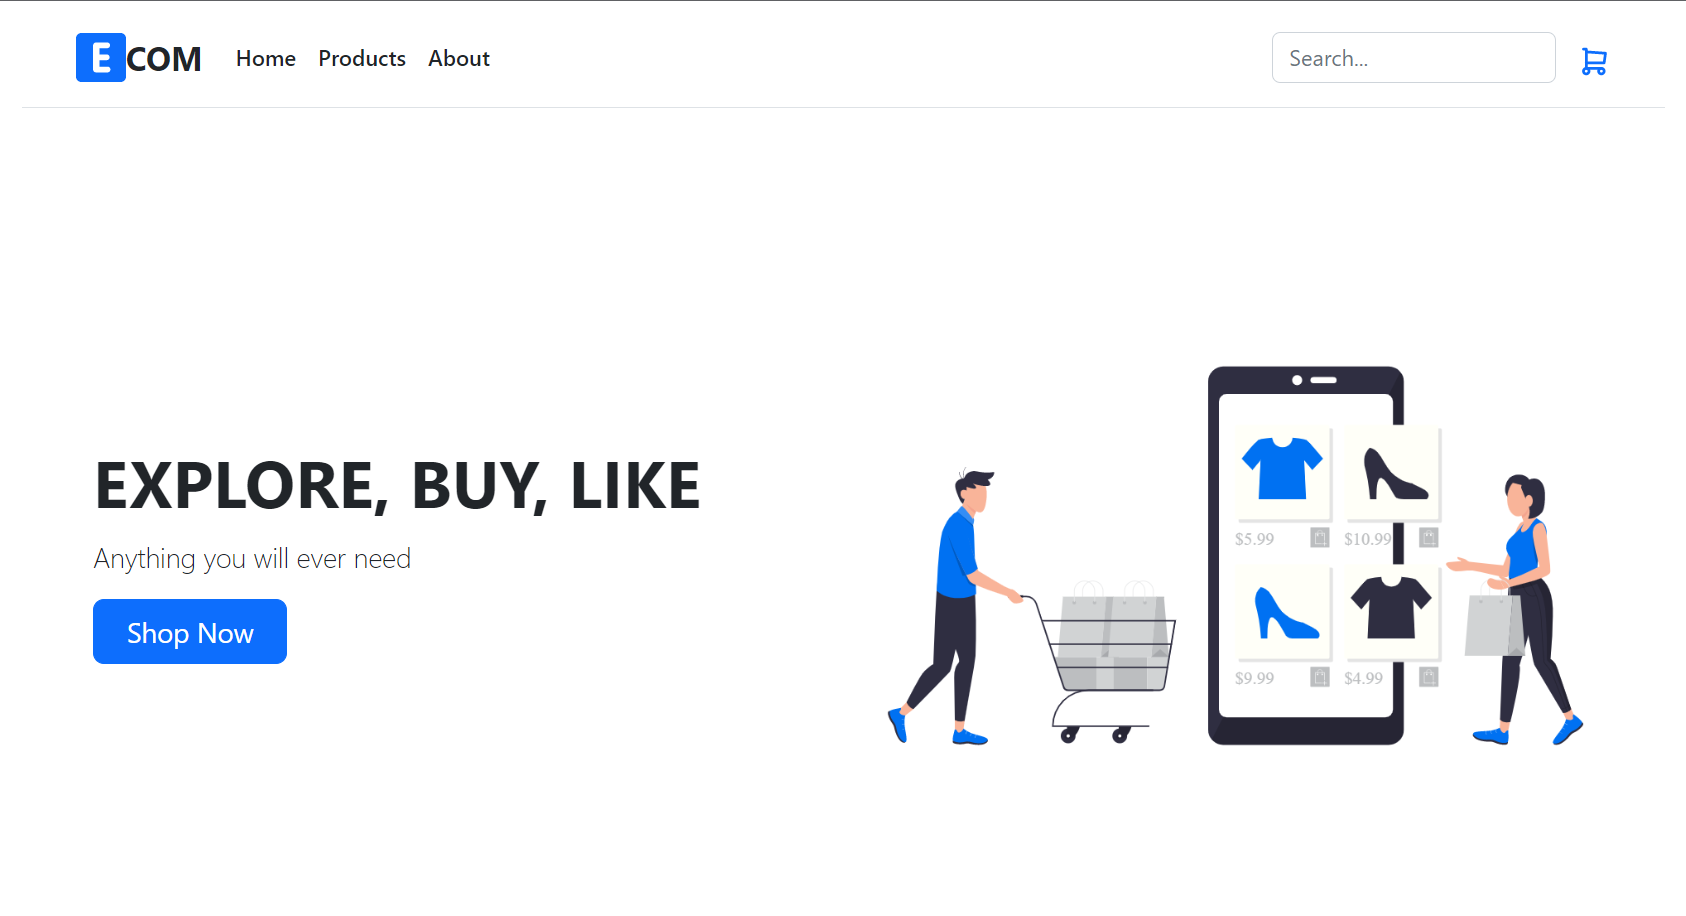 ECOM Home Products About Search...
EXPLORE, BUY, LIKE
Anything you will ever need
Shop Now
$5.99 $10.99
$9.99 $4.99